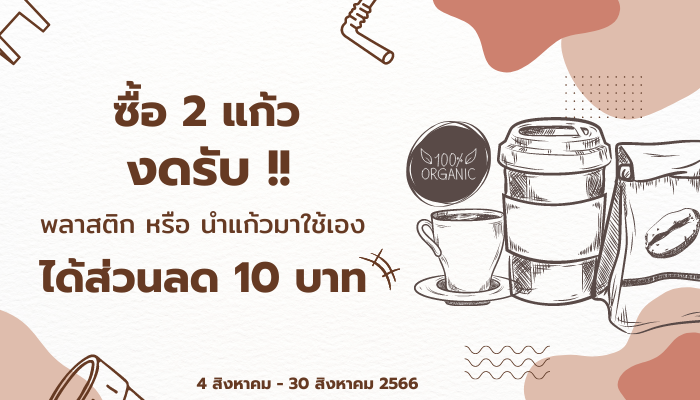 ซื้อ 2 แก้ว
งดรับ !!
พลาสติก หรือ นำแก้วมาใช้เอง
ได้ส่วนลด 10 บาท
100%
ORGANIC
4 สิงหาคม - 30 สิงหาคม 2566